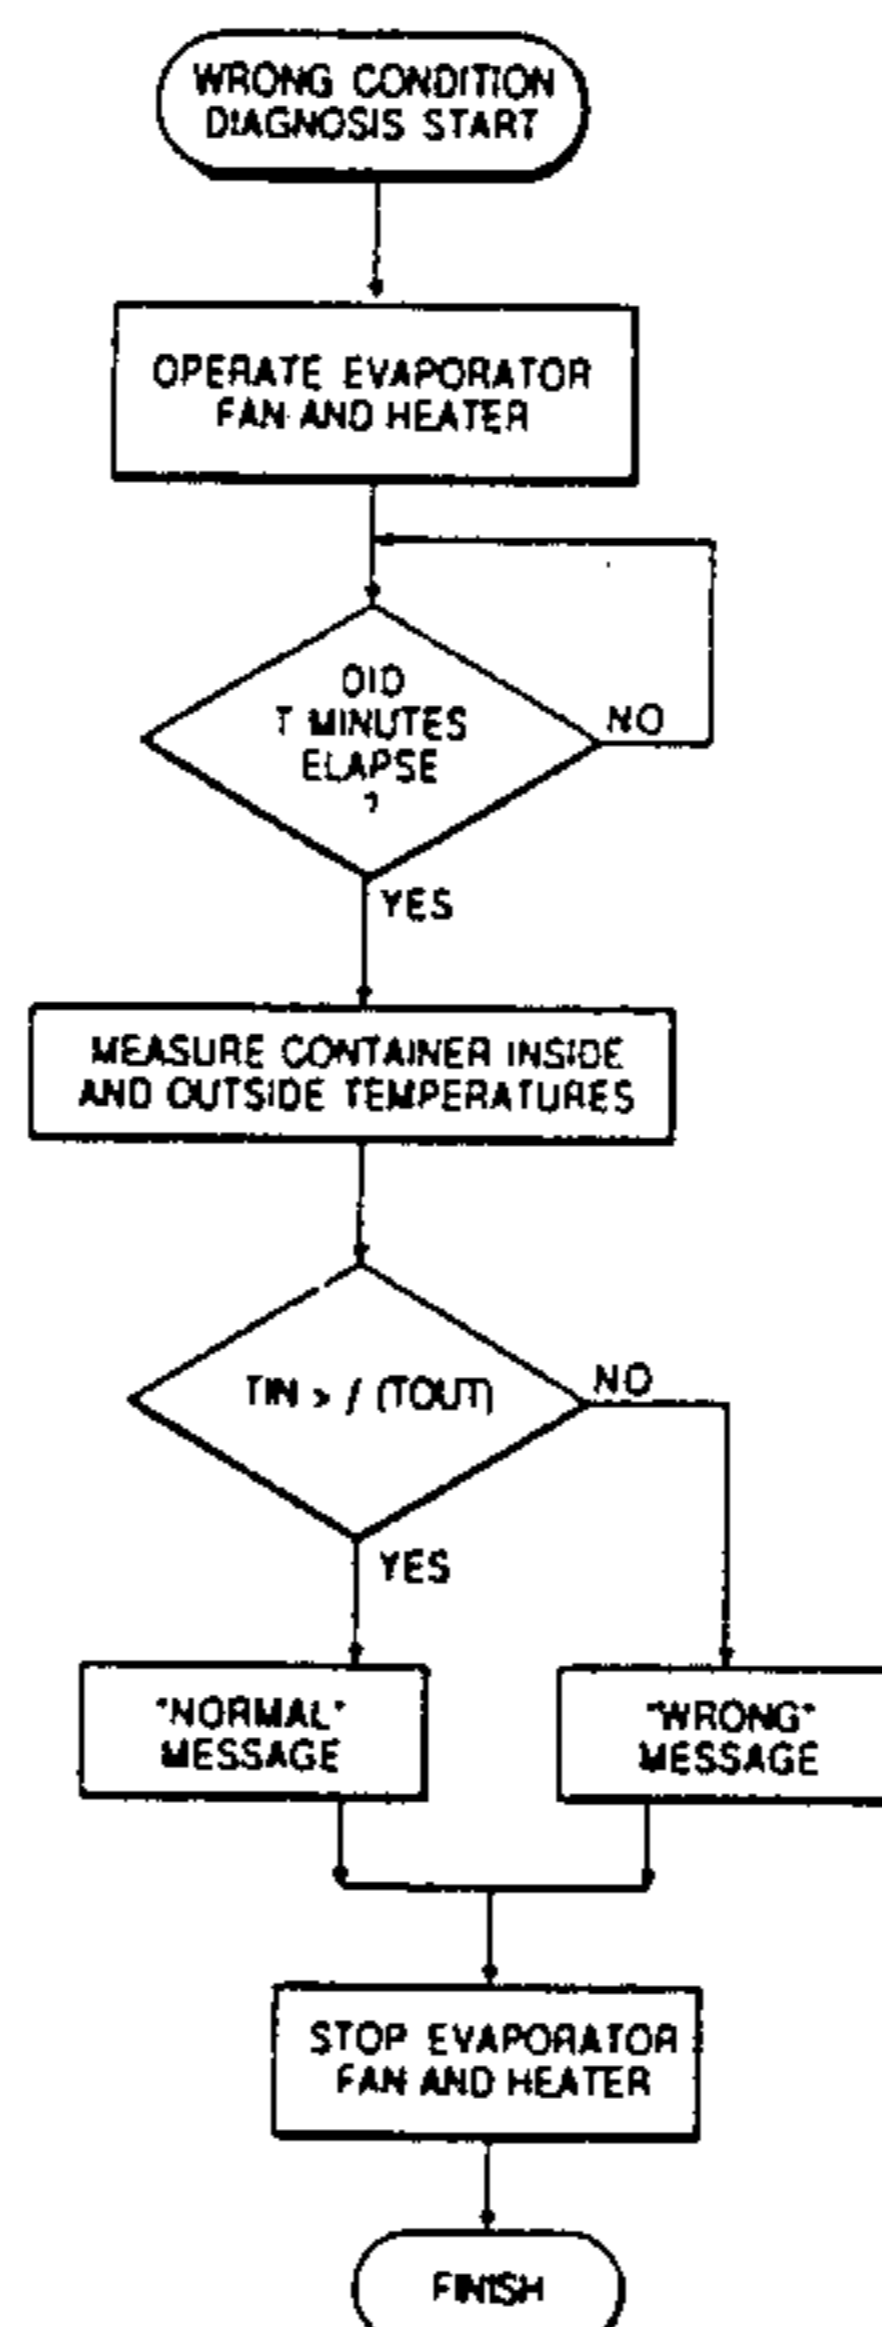 WRONG CONDITION
DIAGNOSIS START
OPERATE EVAPORATOR
FAN AND HEATER
DID
T MINUTES
ELAPSE
?
NO
YES
MEASURE CONTAINER INSIDE
AND OUTSIDE TEMPERATURES
TIN > f (TOUT)
NO
YES
"NORMAL"
MESSAGE
"WRONG"
MESSAGE
STOP EVAPORATOR
FAN AND HEATER
FINISH